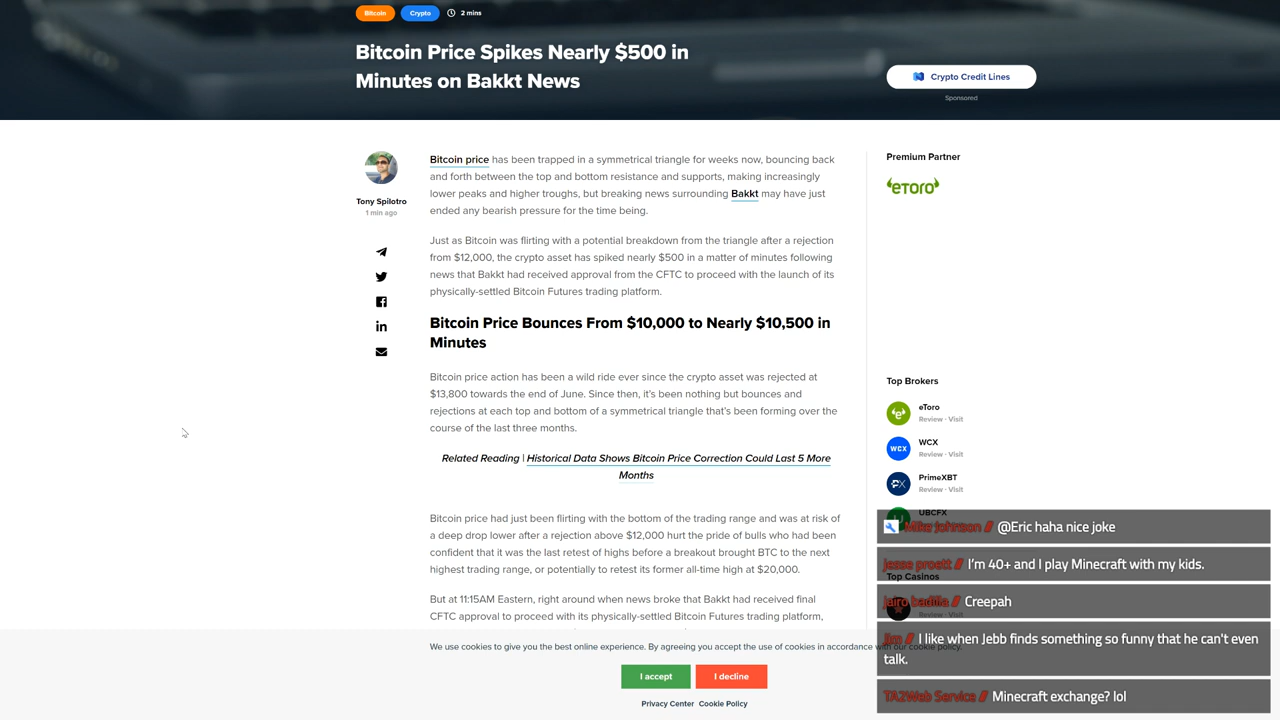 Bitcoin
Crypto
2 mins
Bitcoin Price Spikes Nearly $500 in
Minutes on Bakkt News
Crypto Credit Lines
Sponsored
Tony Spilotro
1 min ago
Bitcoin price has been trapped in a symmetrical triangle for weeks now, bouncing back
and forth between the top and bottom resistance and supports, making increasingly
lower peaks and higher troughs, but breaking news surrounding Bakkt may have just
ended any bearish pressure for the time being.
Just as Bitcoin was flirting with a potential breakdown from the triangle after a rejection
from $12,000, the crypto asset has spiked nearly $500 in a matter of minutes following
news that Bakkt had received approval from the CFTC to proceed with the launch of its
physically-settled Bitcoin Futures trading platform.
Bitcoin Price Bounces From $10,000 to Nearly $10,500 in
Minutes
Bitcoin price action has been a wild ride ever since the crypto asset was rejected at
$13,800 towards the end of June. Since then, it's been nothing but bounces and
rejections at each top and bottom of a symmetrical triangle that's been forming over the
course of the last three months.
Related Reading | Historical Data Shows Bitcoin Price Correction Could Last 5 More
Months
Bitcoin price had just been flirting with the bottom of the trading range and was at risk of
a deep drop lower after a rejection above $12,000 hurt the pride of bulls who had been
confident that it was the last retest of highs before a breakout brought BTC to the next
highest trading range, or potentially to retest its former all-time high at $20,000.
But at 11:15AM Eastern, right around when news broke that Bakkt had received final
CFTC approval to proceed with its physically-settled Bitcoin Futures trading platform,
Premium Partner
eToro
Top Brokers
eToro
Review · Visit
WCX
WCX
Review · Visit
PrimeXBT
Review · Visit
UBCFX
Top Casinos
Review · Visit
Mike Johnson // @Eric haha nice joke
jesse proett // I'm 40+ and I play Minecraft with my kids.
jairo badilla // Creepah
Jim // I like when Jebb finds something so funny that he can't even
talk.
TA2Web Service // Minecraft exchange? lol
We use cookies to give you the best online experience. By agreeing you accept the use of cookies in accordance with our cookie policy.
I accept
I decline
Privacy Center
Cookie Policy